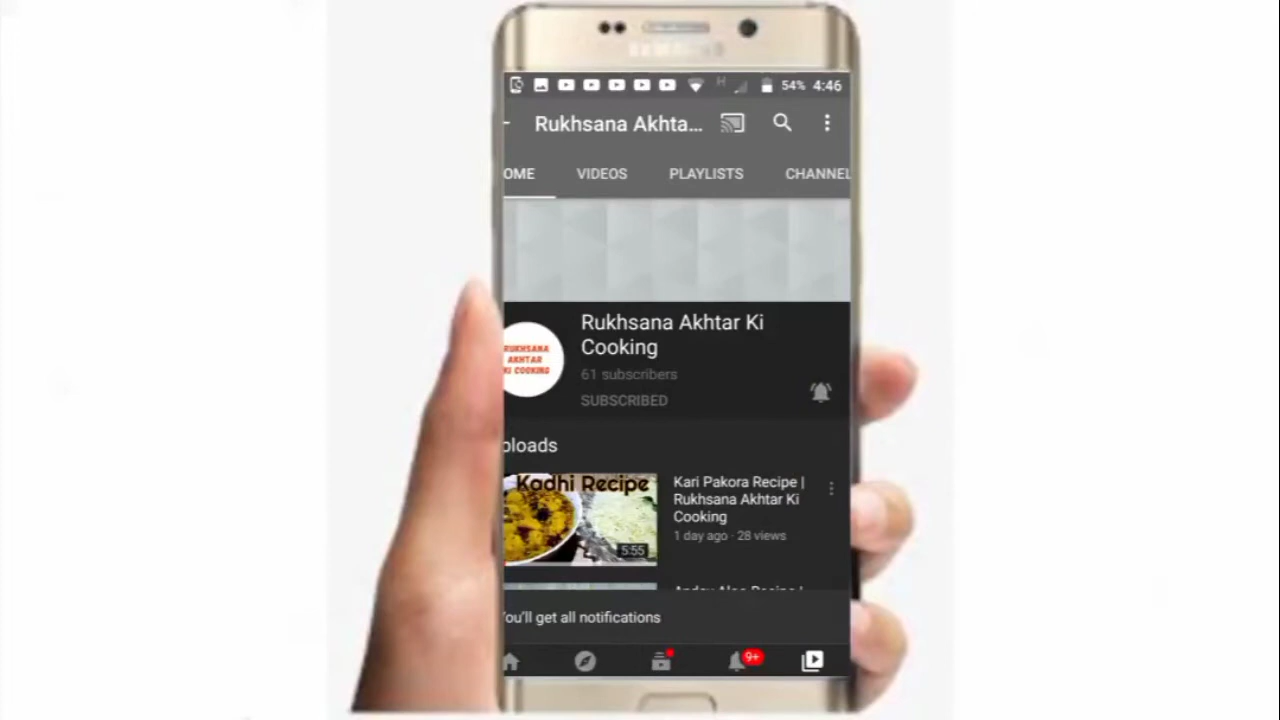 SAMSUNG
H
54% 4:46
Rukhsana Akhta...
OME VIDEOS PLAYLISTS CHANNEL
Rukhsana Akhtar Ki
Cooking
RUKHSANA
AKHTAR
KI COOKING
61 subscribers
SUBSCRIBED
ploads
Kadhi Recipe
5:55
Kari Pakora Recipe |
Rukhsana Akhtar Ki
Cooking
1 day ago · 28 views
You'll get all notifications
9+